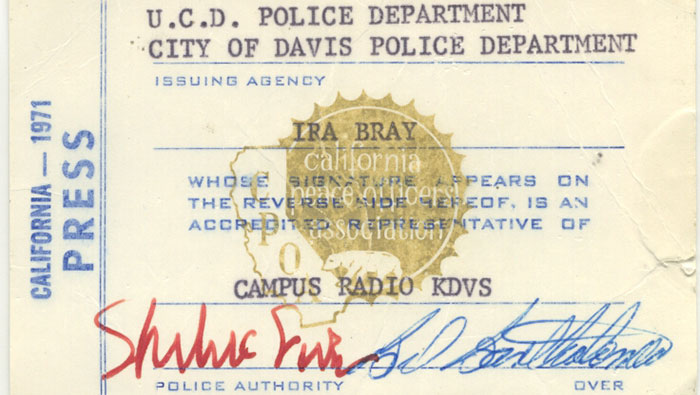 U.C.D. POLICE DEPARTMENT
CITY OF DAVIS POLICE DEPARTMENT
ISSUING AGENCY
CALIFORNIA — 1971
PRESS
IRA BRAY
california
peace officers'
association
WHOSE SIGNATURE APPEARS ON
THE REVERSE SIDE HEREOF, IS AN
ACCREDITED REPRESENTATIVE OF
CAMPUS RADIO KDVS
POLICE AUTHORITY
OVER